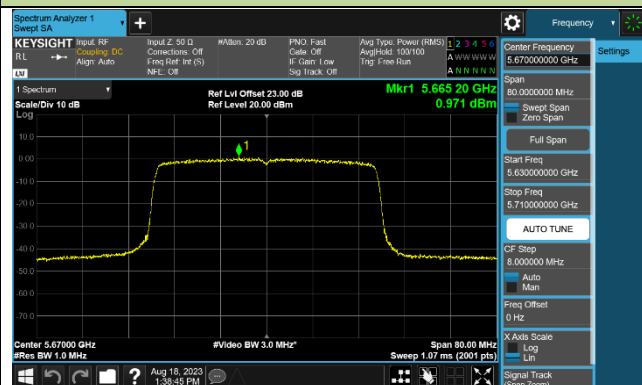 Spectrum Analyzer 1
Swept SA
Frequency
KEYSIGHT
RL
LXI
Input: RF
Coupling: DC
Align: Auto
Input Z: 50 Ω
Corrections: Off
Freq Ref: Int (S)
NFE: Off
#Atten: 20 dB
PNO: Fast
Gate: Off
IF Gain: Low
Sig Track: Off
Avg Type: Power (RMS)
Avg|Hold: 100/100
Trig: Free Run
1 2 3 4 5 6
A W W W W W
A N N N N N
1 Spectrum
Scale/Div 10 dB
Log
Ref Lvl Offset 23.00 dB
Ref Level 20.00 dBm
Mkr1 5.665 20 GHz
0.971 dBm
10.0
0.00
-10.0
-20.0
-30.0
-40.0
-50.0
-60.0
-70.0
1
Center 5.67000 GHz
#Res BW 1.0 MHz
#Video BW 3.0 MHz*
Span 80.00 MHz
Sweep 1.07 ms (2001 pts)
Aug 18, 2023
1:38:45 PM
Center Frequency
5.670000000 GHz
Settings
Span
80.0000000 MHz
Swept Span
Zero Span
Full Span
Start Freq
5.630000000 GHz
Stop Freq
5.710000000 GHz
AUTO TUNE
CF Step
8.000000 MHz
Auto
Man
Freq Offset
0 Hz
X Axis Scale
Log
Lin
Signal Track
(Span Zoom)